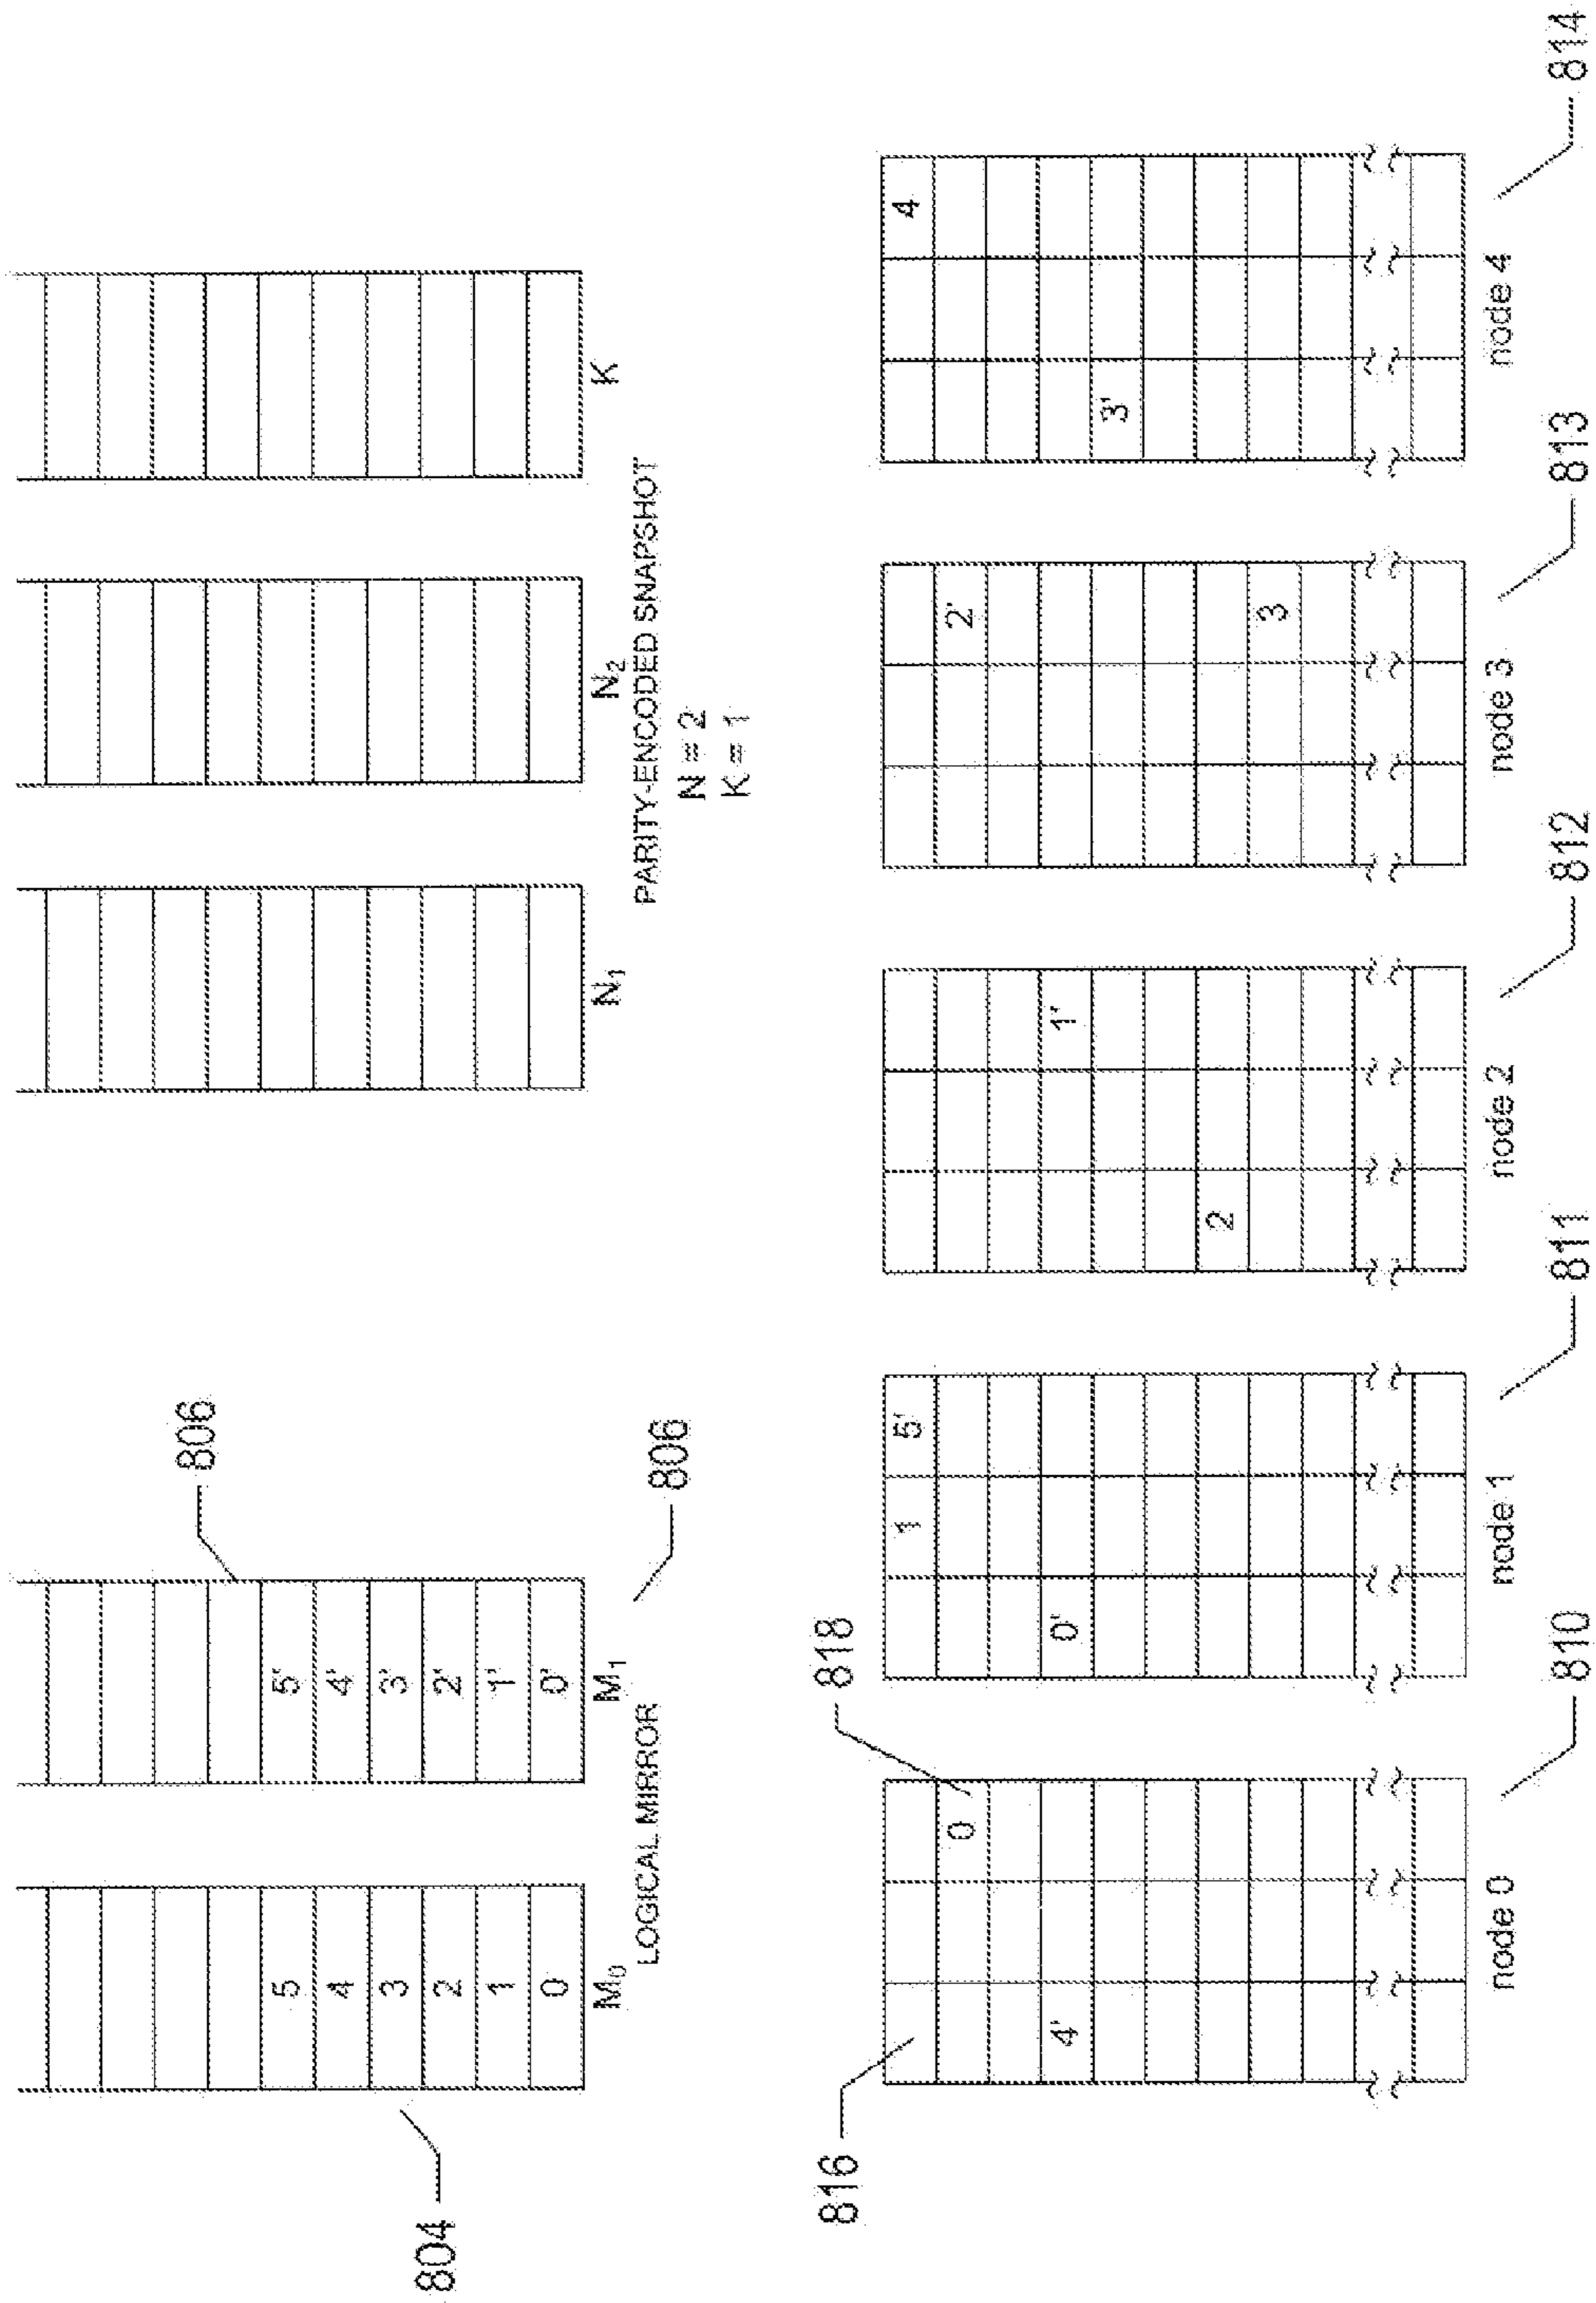 806
5 5'
4 4'
3 3'
804
2 2'
1 1'
0 0'
M0 M1 N1 N2 K
LOGICAL MIRROR PARITY-ENCODED SNAPSHOT
806
N = 2
K = 1
816 818
1 5' 4
0 2'
4' 0' 1'
3'
2
3
node 0 node 1 node 2 node 3 node 4
810 811 812 813 814